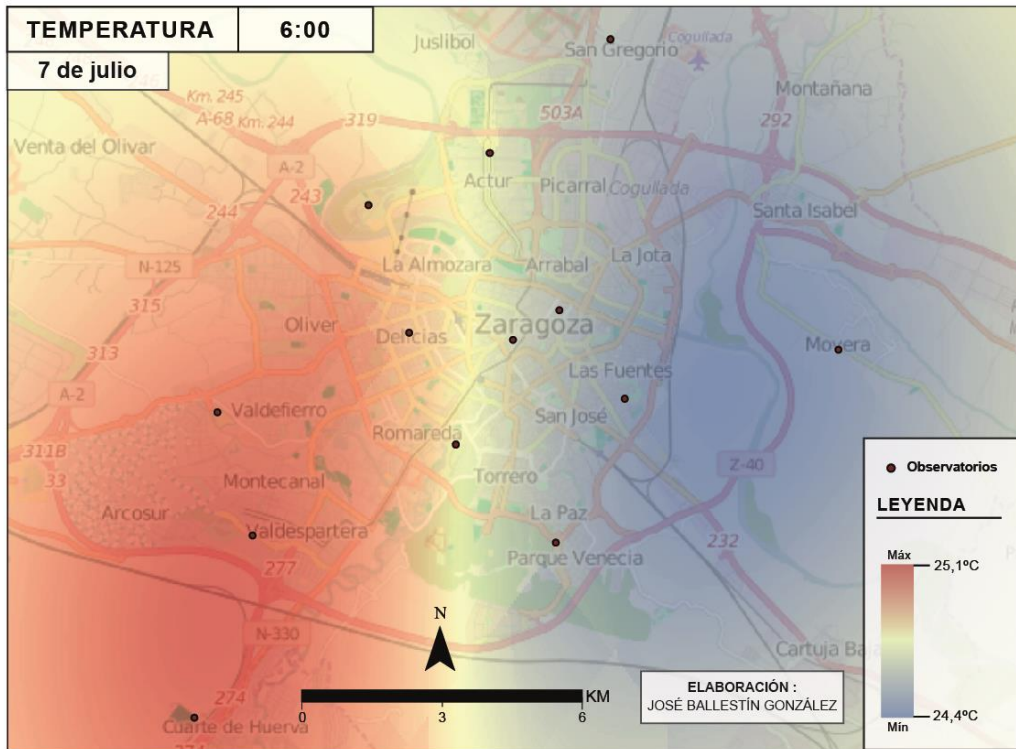 TEMPERATURA
6:00
7 de julio
Juslibol
San Gregorio
Cogullada
Km. 245
A-68
Km. 244
319
503A
Montañana
292
Venta del Olivar
A-2
243
Actur
Picarral
Cogullada
244
Santa Isabel
N-125
La Almozara
Arrabal
La Jota
315
Oliver
Delicias
Zaragoza
Movera
313
Las Fuentes
A-2
Valdefierro
San José
Romareda
311B
33
Montecanal
Torrero
Z-40
Arcosur
La Paz
Valdespartera
232
277
Parque Venecia
N-330
274
Cuarte de Huerva
274
Cartuja Baja
N
0
3
6
KM
ELABORACIÓN :
JOSÉ BALLESTÍN GONZÁLEZ
Observatorios
LEYENDA
Máx
25,1ºC
24,4ºC
Mín